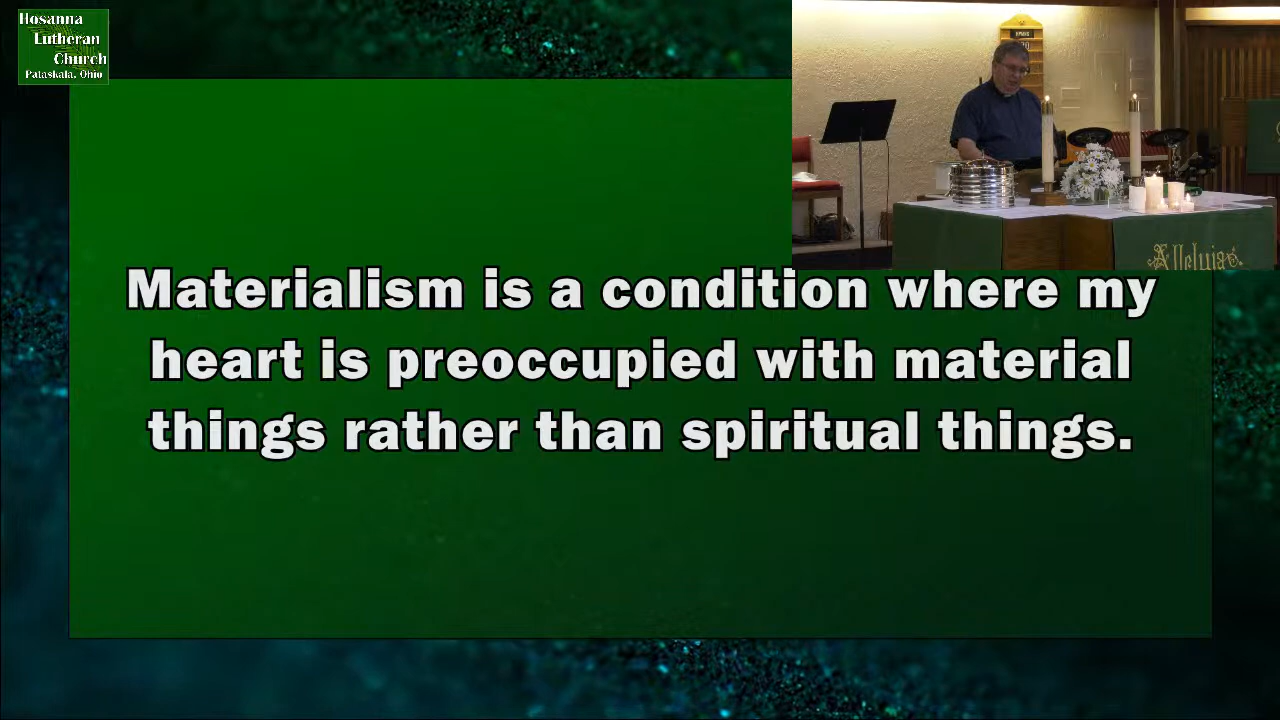 Hosanna
Lutheran
Church
Pataskala, Ohio
Materialism is a condition where my
heart is preoccupied with material
things rather than spiritual things.
Alleluia